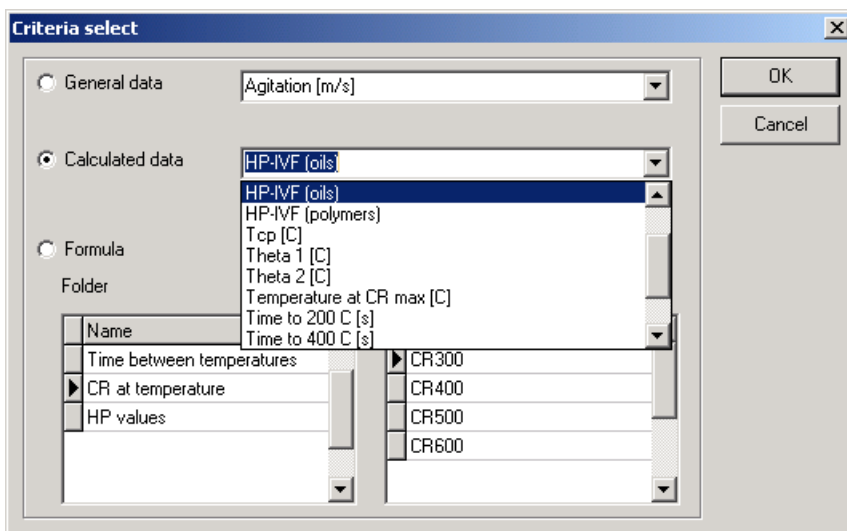 Criteria select
General data
Agitation [m/s]
OK
Cancel
Calculated data
HP-IVF (oils)
HP-IVF (oils)
HP-IVF (polymers)
Tcp [C]
Theta 1 [C]
Theta 2 [C]
Temperature at CR max [C]
Time to 200 C [s]
Time to 400 C [s]
Formula
Folder
Name
Time between temperatures
CR at temperature
HP values
CR300
CR400
CR500
CR600